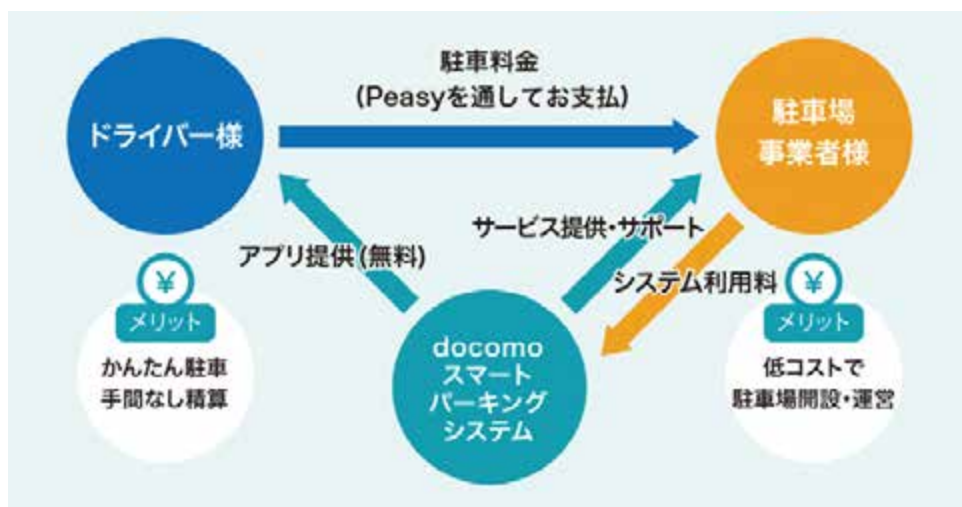 駐車料金
(Peasyを通してお支払)
ドライバー様
駐車場
事業者様
アプリ提供(無料)
サービス提供・サポート
システム利用料
¥
メリット
かんたん駐車
手間なし精算
docomo
スマート
パーキング
システム
¥
メリット
低コストで
駐車場開設・運営